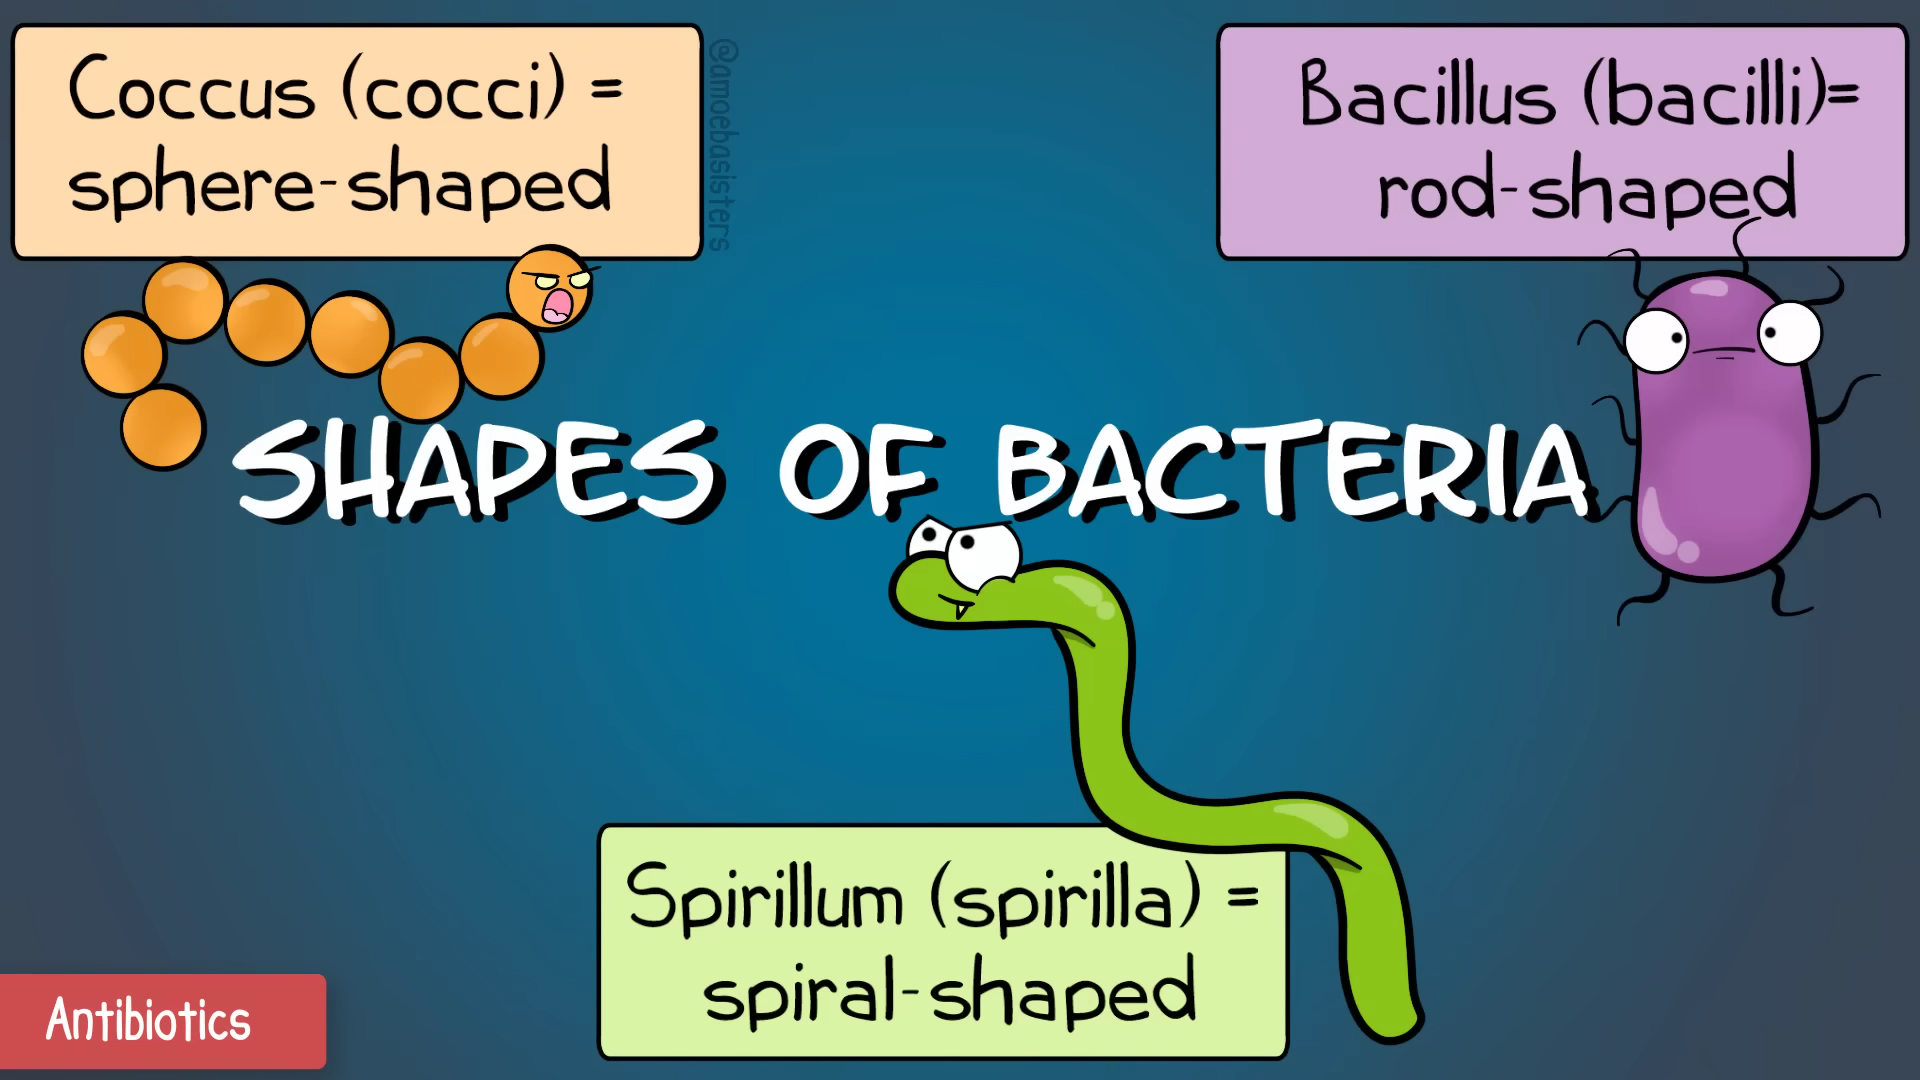 Coccus (cocci) =
sphere-shaped
@amoebasisters
Bacillus (bacilli)=
rod-shaped
SHAPES OF BACTERIA
Spirillum (spirilla) =
spiral-shaped
Antibiotics